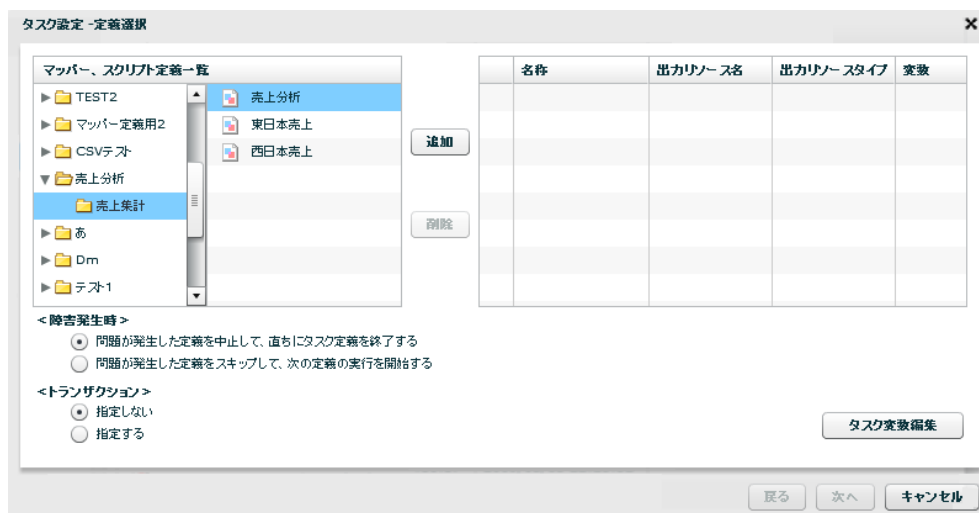 タスク設定 -定義選択
×
マッパー、スクリプト定義一覧
TEST2
マッパー定義用2
CSVテスト
売上分析
売上集計
あ
Dm
テスト1
売上分析
東日本売上
西日本売上
追加
削除
名称 出力リソース名 出力リソースタイプ 変数
<障害発生時>
問題が発生した定義を中止して、直ちにタスク定義を終了する
問題が発生した定義をスキップして、次の定義の実行を開始する
<トランザクション>
指定しない
指定する
タスク変数編集
戻る 次へ キャンセル